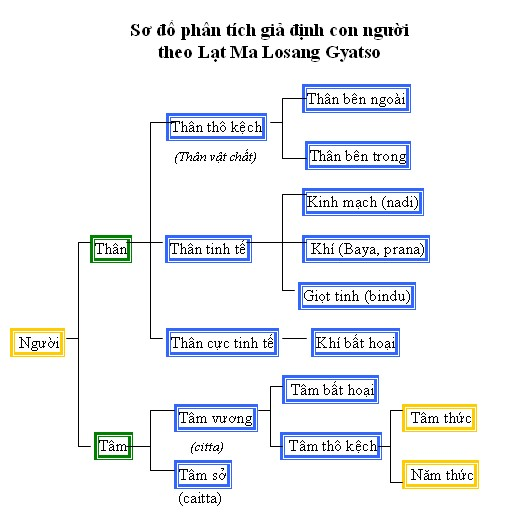 Sơ đồ phân tích giả định con người
theo Lạt Ma Losang Gyatso
Thân bên ngoài
Thân thô kệch
(Thân vật chất)
Thân bên trong
Kinh mạch (nadi)
Thân
Thân tinh tế
Khí (Baya, prana)
Giọt tinh (bindu)
Người
Thân cực tinh tế
Khí bất hoại
Tâm bất hoại
Tâm vương
(citta)
Tâm thức
Tâm
Tâm thô kệch
Tâm sở
(caitta)
Năm thức